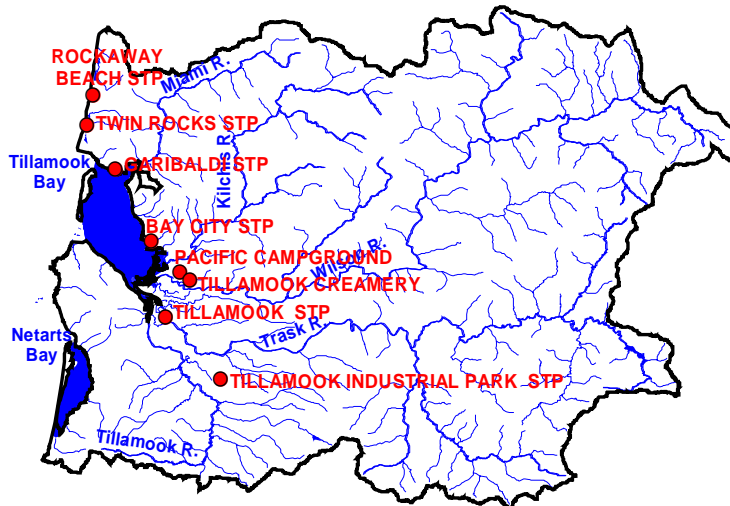 ROCKAWAY
BEACH STP
Miami R.
TWIN ROCKS STP
Kilchis R.
Tillamook
Bay
GARIBALDI STP
BAY CITY STP
PACIFIC CAMPGROUND
Wilson R.
TILLAMOOK CREAMERY
TILLAMOOK STP
Trask R.
Netarts
Bay
TILLAMOOK INDUSTRIAL PARK STP
Tillamook R.